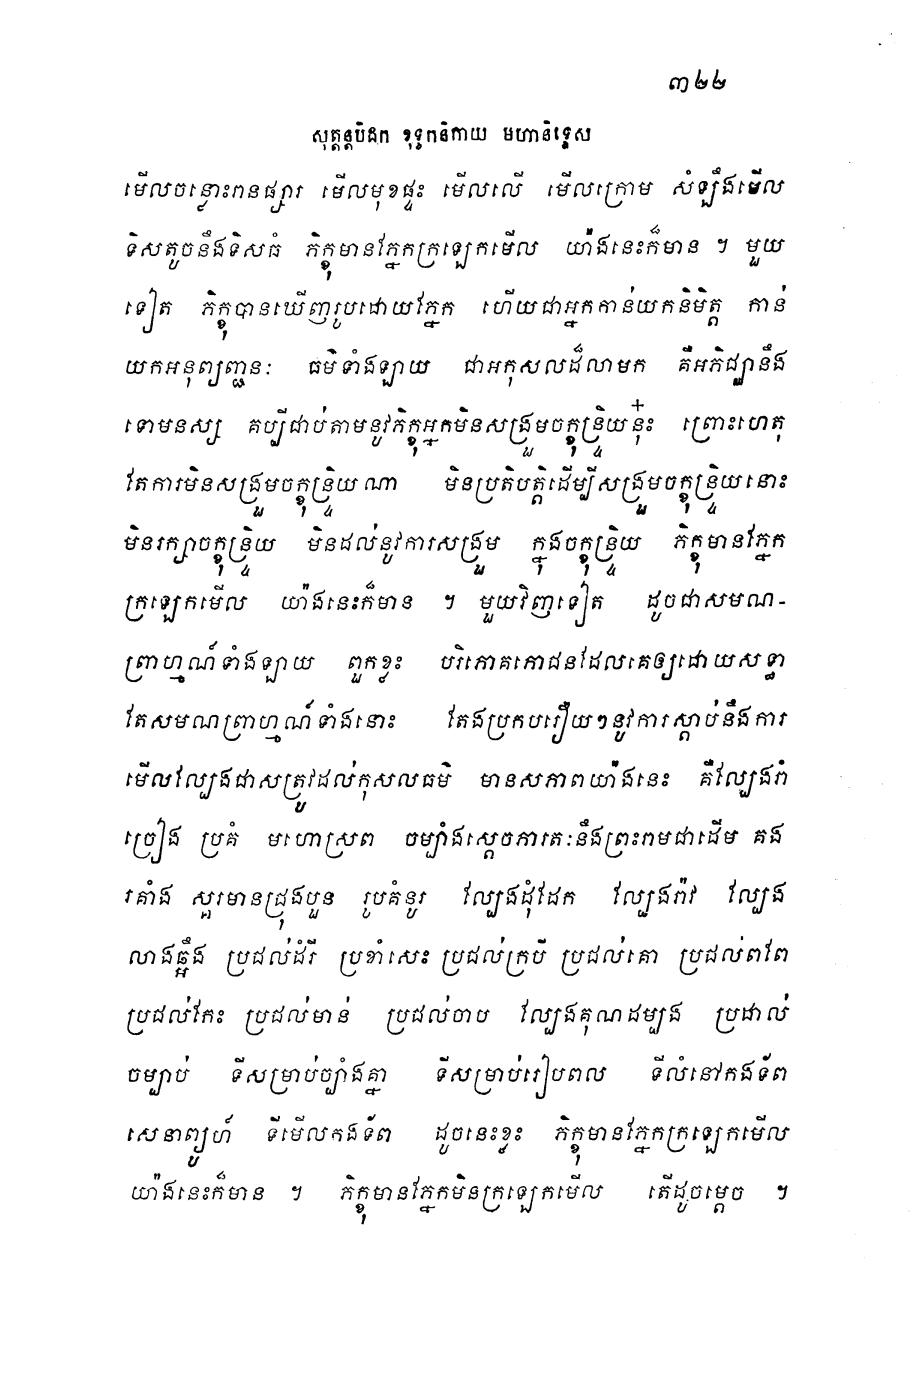 ៣២២
សុត្តន្តបិដក ខុទ្ទកនិកាយ មហានិទ្ទេស
មើលចន្លោះរានផ្សារ មើលមុខផ្ទះ មើលលើ មើលក្រោម សំឡឹងមើល
ទិសតូចនឹងទិសធំ ភិក្ខុមានភ្នែកក្រឡេកមើល យ៉ាងនេះក៏មាន ។ មួយ
ទៀត ភិក្ខុបានឃើញរូបដោយភ្នែក ហើយជាអ្នកកាន់យកនិមិត្ត កាន់
យកអនុព្យញ្ជនៈ ធម៌ទាំងឡាយ ជាអកុសលដ៏លាមក គឺអភិជ្ឈានឹង
ទោមនស្ស គប្បីជាប់តាមនូវភិក្ខុអ្នកមិនសង្រួមចក្ខុន្ទ្រិយនុ៎ះ ព្រោះហេតុ
តែការមិនសង្រួមចក្ខុន្ទ្រិយណា មិនប្រតិបត្តិដើម្បីសង្រួមចក្ខុន្ទ្រិយនោះ
មិនរក្សាចក្ខុន្ទ្រិយ មិនដល់នូវការសង្រួម ក្នុងចក្ខុន្ទ្រិយ ភិក្ខុមានភ្នែក
ក្រឡេកមើល យ៉ាងនេះក៏មាន ។ មួយវិញទៀត ដូចជាសមណ-
ព្រាហ្មណ៍ទាំងឡាយ ពួកខ្លះ បរិភោគភោជនដែលគេឲ្យដោយសទ្ធា
តែសមណព្រាហ្មណ៍ទាំងនោះ តែងប្រកបរឿយៗនូវការស្តាប់នឹងការ
មើលល្បែងជាសត្រូវដល់កុសលធម៌ មានសភាពយ៉ាងនេះ គឺល្បែងរាំ
ច្រៀង ប្រគំ មហោស្រព ចម្បាំងស្តេចភារតៈនឹងព្រះរាមជាដើម គង
រគាំង ស្គរមានជ្រុងបួន រូបគំនូរ ល្បែងដុំដែក ល្បែងរ៉ាវ ល្បែង
លាងឆ្អឹង ប្រជល់ដំរី ប្រខាំសេះ ប្រជល់ក្របី ប្រជល់គោ ប្រជល់ពពែ
ប្រជល់កែះ ប្រជល់មាន់ ប្រជល់ចាប ល្បែងគុណដម្បង ប្រដាល់
ចម្បាប់ ទីសម្រាប់ច្បាំងគ្នា ទីសម្រាប់រៀបពល ទីលំនៅកងទ័ព
សេនាព្យូហ៍ ទីមើលកងទ័ព ដូចនេះខ្លះ ភិក្ខុមានភ្នែកក្រឡេកមើល
យ៉ាងនេះក៏មាន ។ ភិក្ខុមានភ្នែកមិនក្រឡេកមើល តើដូចម្តេច ។